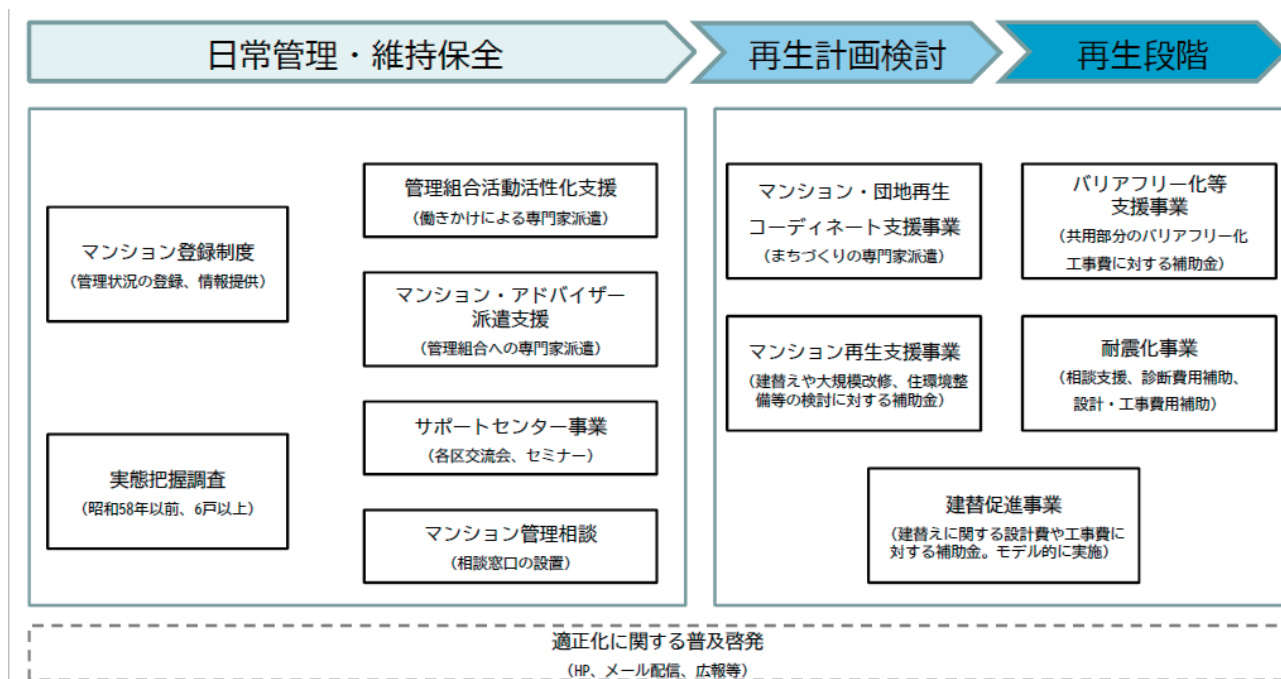 日常管理・維持保全
再生計画検討
再生段階
マンション登録制度
(管理状況の登録、情報提供)
実態把握調査
(昭和58年以前、6戸以上)
管理組合活動活性化支援
(働きかけによる専門家派遣)
マンション・アドバイザー
派遣支援
(管理組合への専門家派遣)
サポートセンター事業
(各区交流会、セミナー)
マンション管理相談
(相談窓口の設置)
マンション・団地再生
コーディネート支援事業
(まちづくりの専門家派遣)
マンション再生支援事業
(建替えや大規模改修、住環境整
備等の検討に対する補助金)
バリアフリー化等
支援事業
(共用部分のバリアフリー化
工事費に対する補助金)
耐震化事業
(相談支援、診断費用補助、
設計・工事費用補助)
建替促進事業
(建替えに関する設計費や工事費に
対する補助金。モデル的に実施)
適正化に関する普及啓発
(HP、メール配信、広報等)